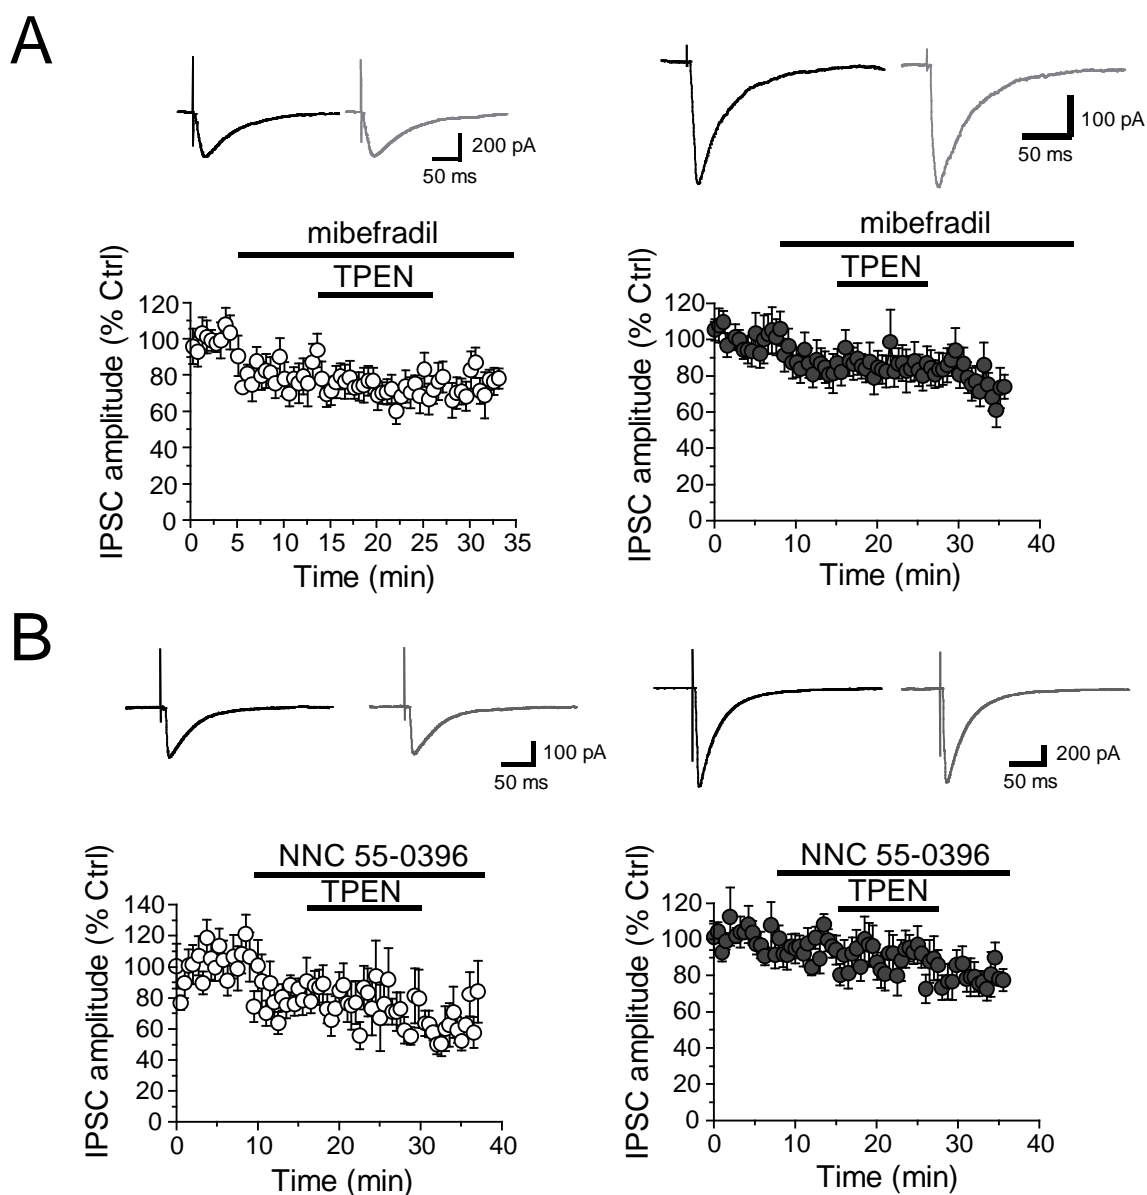 A
200 pA
50 ms
100 pA
50 ms
mibefradil
TPEN
IPSC amplitude (% Ctrl)
120
100
80
60
40
20
0
0 5 10 15 20 25 30 35
Time (min)
mibefradil
TPEN
IPSC amplitude (% Ctrl)
120
100
80
60
40
20
0
0 10 20 30 40
Time (min)
B
100 pA
50 ms
200 pA
50 ms
NNC 55-0396
TPEN
IPSC amplitude (% Ctrl)
140
120
100
80
60
40
20
0
0 10 20 30 40
Time (min)
NNC 55-0396
TPEN
IPSC amplitude (% Ctrl)
120
100
80
60
40
20
0
0 10 20 30 40
Time (min)